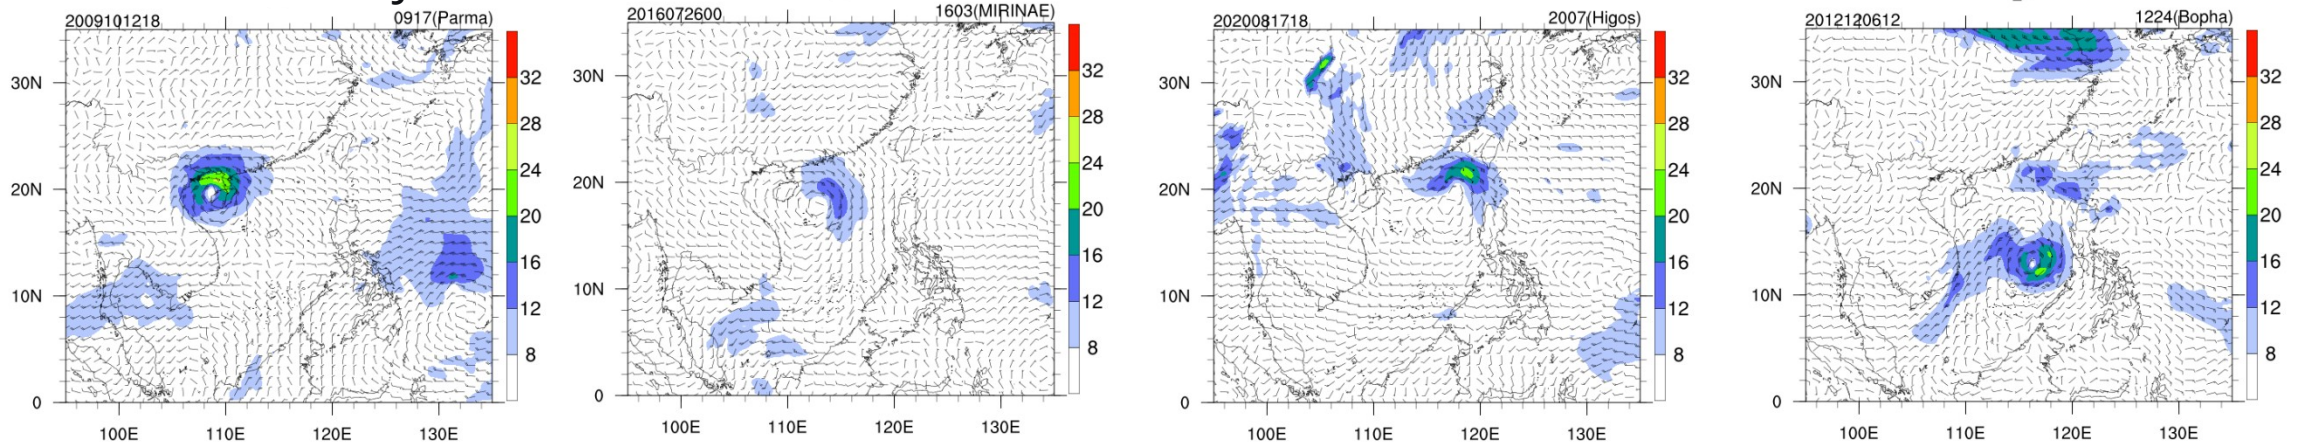 2009101218 0917(Parma)
30N
20N
10N
0
100E 110E 120E 130E
32
28
24
20
16
12
8
2016072600 1603(MIRINAE)
30N
20N
10N
0
100E 110E 120E 130E
32
28
24
20
16
12
8
2020081718 2007(Higos)
30N
20N
10N
0
100E 110E 120E 130E
32
28
24
20
16
12
8
2012120612 1224(Bopha)
30N
20N
10N
0
100E 110E 120E 130E
32
28
24
20
16
12
8